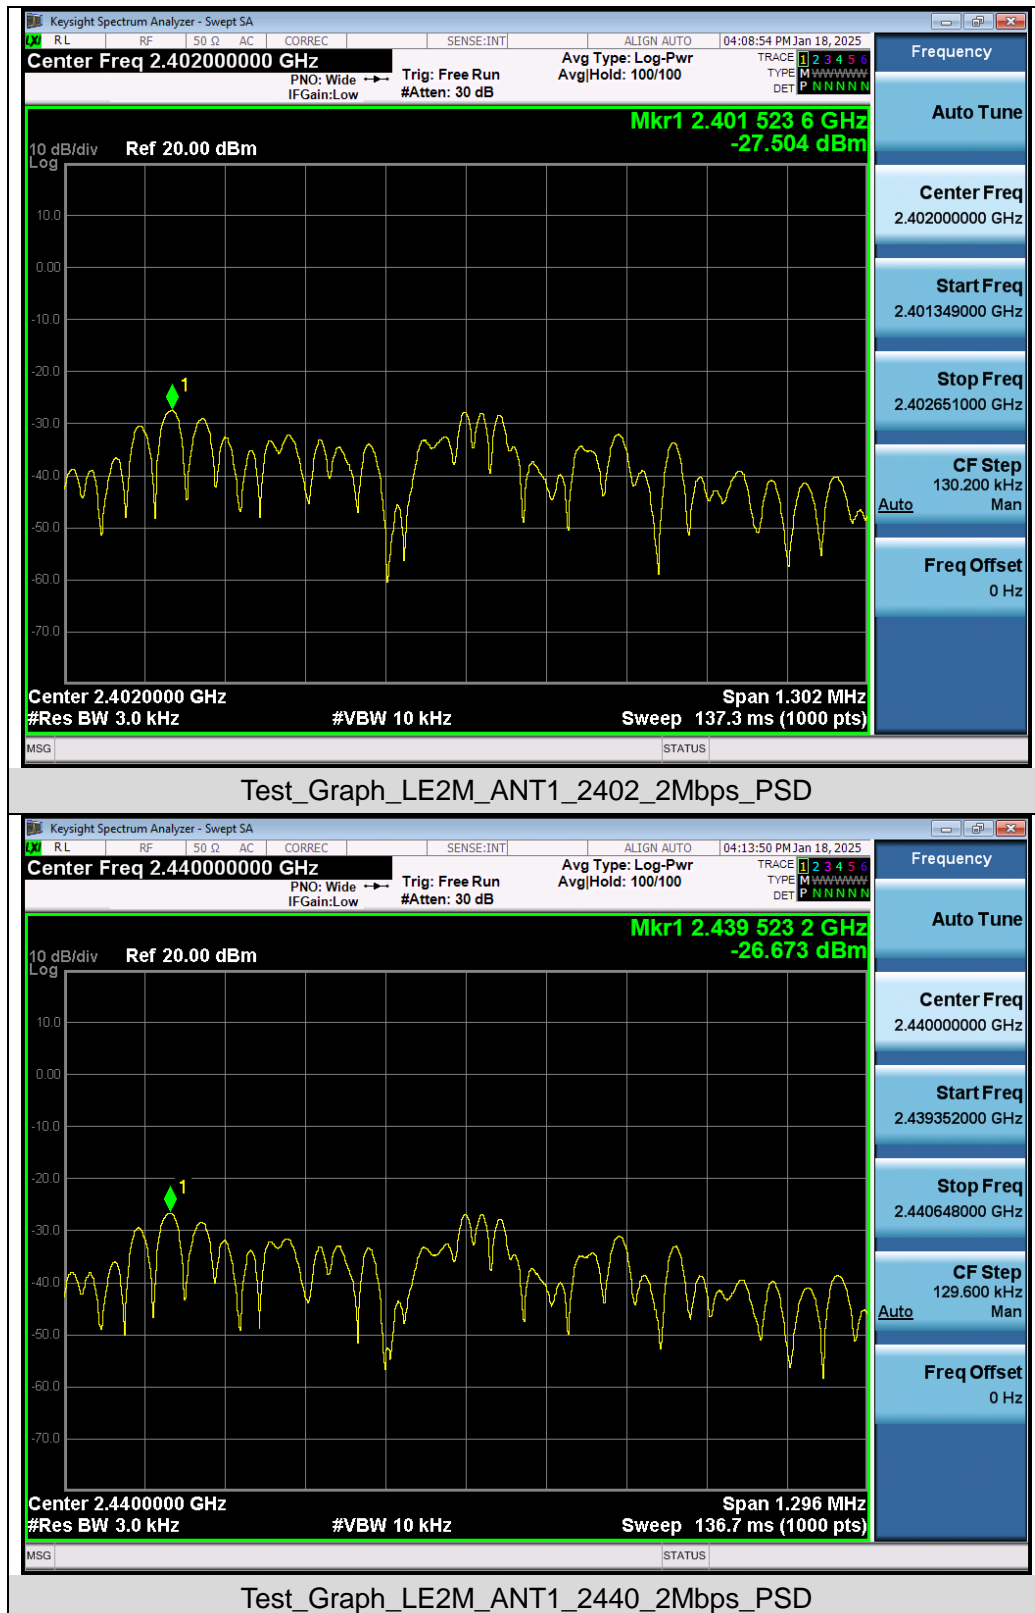 Keysight Spectrum Analyzer - Swept SA
LXI RL RF 50 Ω AC CORREC SENSE:INT ALIGN AUTO 04:08:54 PM Jan 18, 2025
Center Freq 2.402000000 GHz
PNO: Wide
IFGain:Low
Trig: Free Run
#Atten: 30 dB
Avg Type: Log-Pwr
Avg|Hold: 100/100
TRACE 1 2 3 4 5 6
TYPE M W W W W W
DET P N N N N N
Mkr1 2.401 523 6 GHz
-27.504 dBm
10 dB/div Ref 20.00 dBm
Log
10.0
0.00
-10.0
-20.0
-30.0
-40.0
-50.0
-60.0
-70.0
1
Center 2.4020000 GHz Span 1.302 MHz
#Res BW 3.0 kHz #VBW 10 kHz Sweep 137.3 ms (1000 pts)
MSG STATUS
Frequency
Auto Tune
Center Freq
2.402000000 GHz
Start Freq
2.401349000 GHz
Stop Freq
2.402651000 GHz
CF Step
130.200 kHz
Auto Man
Freq Offset
0 Hz
Test_Graph_LE2M_ANT1_2402_2Mbps_PSD
Keysight Spectrum Analyzer - Swept SA
LXI RL RF 50 Ω AC CORREC SENSE:INT ALIGN AUTO 04:13:50 PM Jan 18, 2025
Center Freq 2.440000000 GHz
PNO: Wide
IFGain:Low
Trig: Free Run
#Atten: 30 dB
Avg Type: Log-Pwr
Avg|Hold: 100/100
TRACE 1 2 3 4 5 6
TYPE M W W W W W
DET P N N N N N
Mkr1 2.439 523 2 GHz
-26.673 dBm
10 dB/div Ref 20.00 dBm
Log
10.0
0.00
-10.0
-20.0
-30.0
-40.0
-50.0
-60.0
-70.0
1
Center 2.4400000 GHz Span 1.296 MHz
#Res BW 3.0 kHz #VBW 10 kHz Sweep 136.7 ms (1000 pts)
MSG STATUS
Frequency
Auto Tune
Center Freq
2.440000000 GHz
Start Freq
2.439352000 GHz
Stop Freq
2.440648000 GHz
CF Step
129.600 kHz
Auto Man
Freq Offset
0 Hz
Test_Graph_LE2M_ANT1_2440_2Mbps_PSD